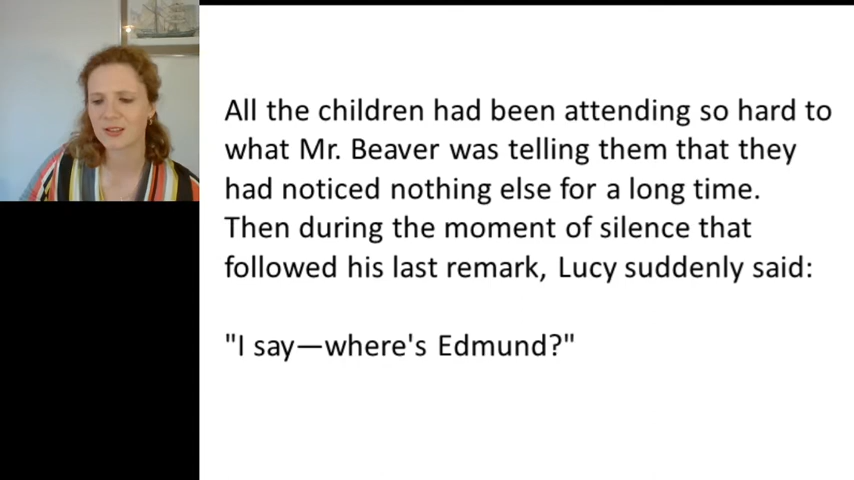 All the children had been attending so hard to
what Mr. Beaver was telling them that they
had noticed nothing else for a long time.
Then during the moment of silence that
followed his last remark, Lucy suddenly said:
"I say—where's Edmund?"